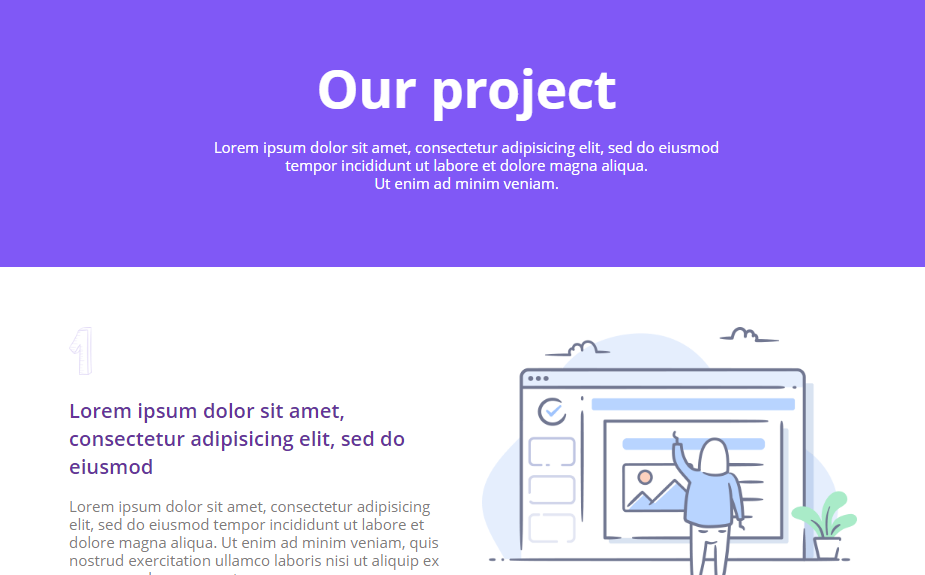 Our project
Lorem ipsum dolor sit amet, consectetur adipisicing elit, sed do eiusmod
tempor incididunt ut labore et dolore magna aliqua.
Ut enim ad minim veniam.
1
Lorem ipsum dolor sit amet,
consectetur adipisicing elit, sed do
eiusmod
Lorem ipsum dolor sit amet, consectetur adipisicing
elit, sed do eiusmod tempor incididunt ut labore et
dolore magna aliqua. Ut enim ad minim veniam, quis
nostrud exercitation ullamco laboris nisi ut aliquip ex